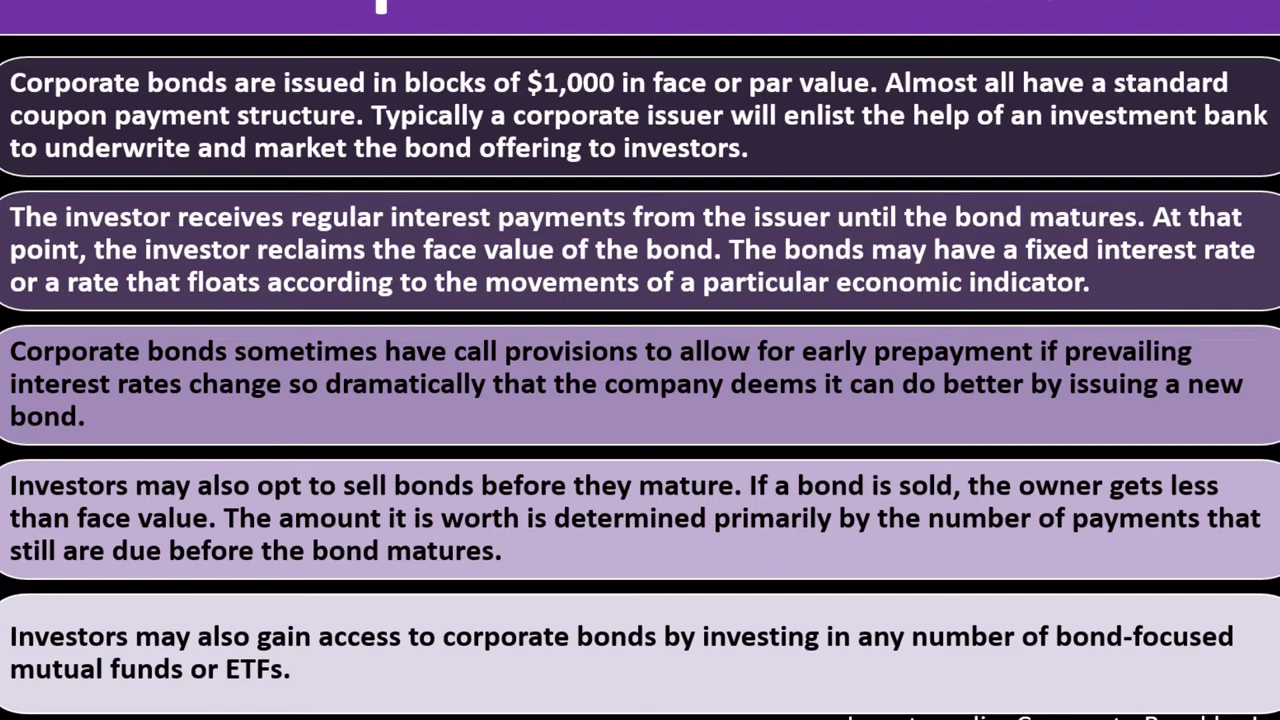 Corporate bonds are issued in blocks of $1,000 in face or par value. Almost all have a standard
coupon payment structure. Typically a corporate issuer will enlist the help of an investment bank
to underwrite and market the bond offering to investors.
The investor receives regular interest payments from the issuer until the bond matures. At that
point, the investor reclaims the face value of the bond. The bonds may have a fixed interest rate
or a rate that floats according to the movements of a particular economic indicator.
Corporate bonds sometimes have call provisions to allow for early prepayment if prevailing
interest rates change so dramatically that the company deems it can do better by issuing a new
bond.
Investors may also opt to sell bonds before they mature. If a bond is sold, the owner gets less
than face value. The amount it is worth is determined primarily by the number of payments that
still are due before the bond matures.
Investors may also gain access to corporate bonds by investing in any number of bond-focused
mutual funds or ETFs.